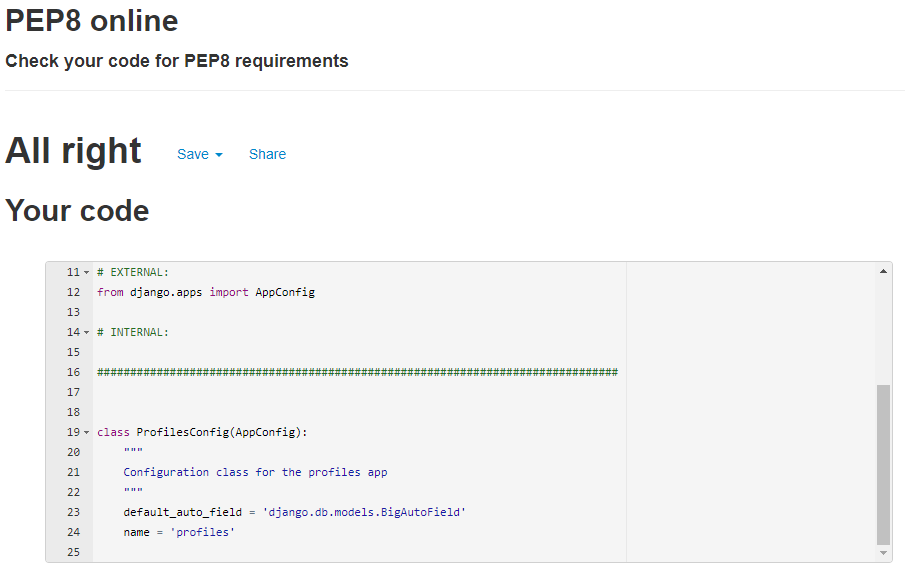 PEP8 online
Check your code for PEP8 requirements
All right Save Share
Your code
11 # EXTERNAL:
12 from django.apps import AppConfig
13
14 # INTERNAL:
15
16 ###############################################################################
17
18
19 class ProfilesConfig(AppConfig):
20     """
21     Configuration class for the profiles app
22     """
23     default_auto_field = 'django.db.models.BigAutoField'
24     name = 'profiles'
25